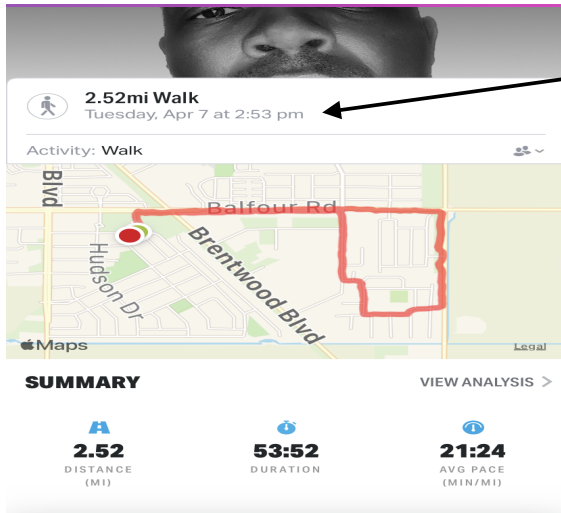 2.52mi Walk
Tuesday, Apr 7 at 2:53 pm
Activity: Walk
Blvd
Balfour Rd
Hudson Dr
Brentwood Blvd
Maps
Legal
SUMMARY
VIEW ANALYSIS >
2.52
53:52
21:24
DISTANCE
DURATION
AVG PACE
(MI)
(MIN/MI)